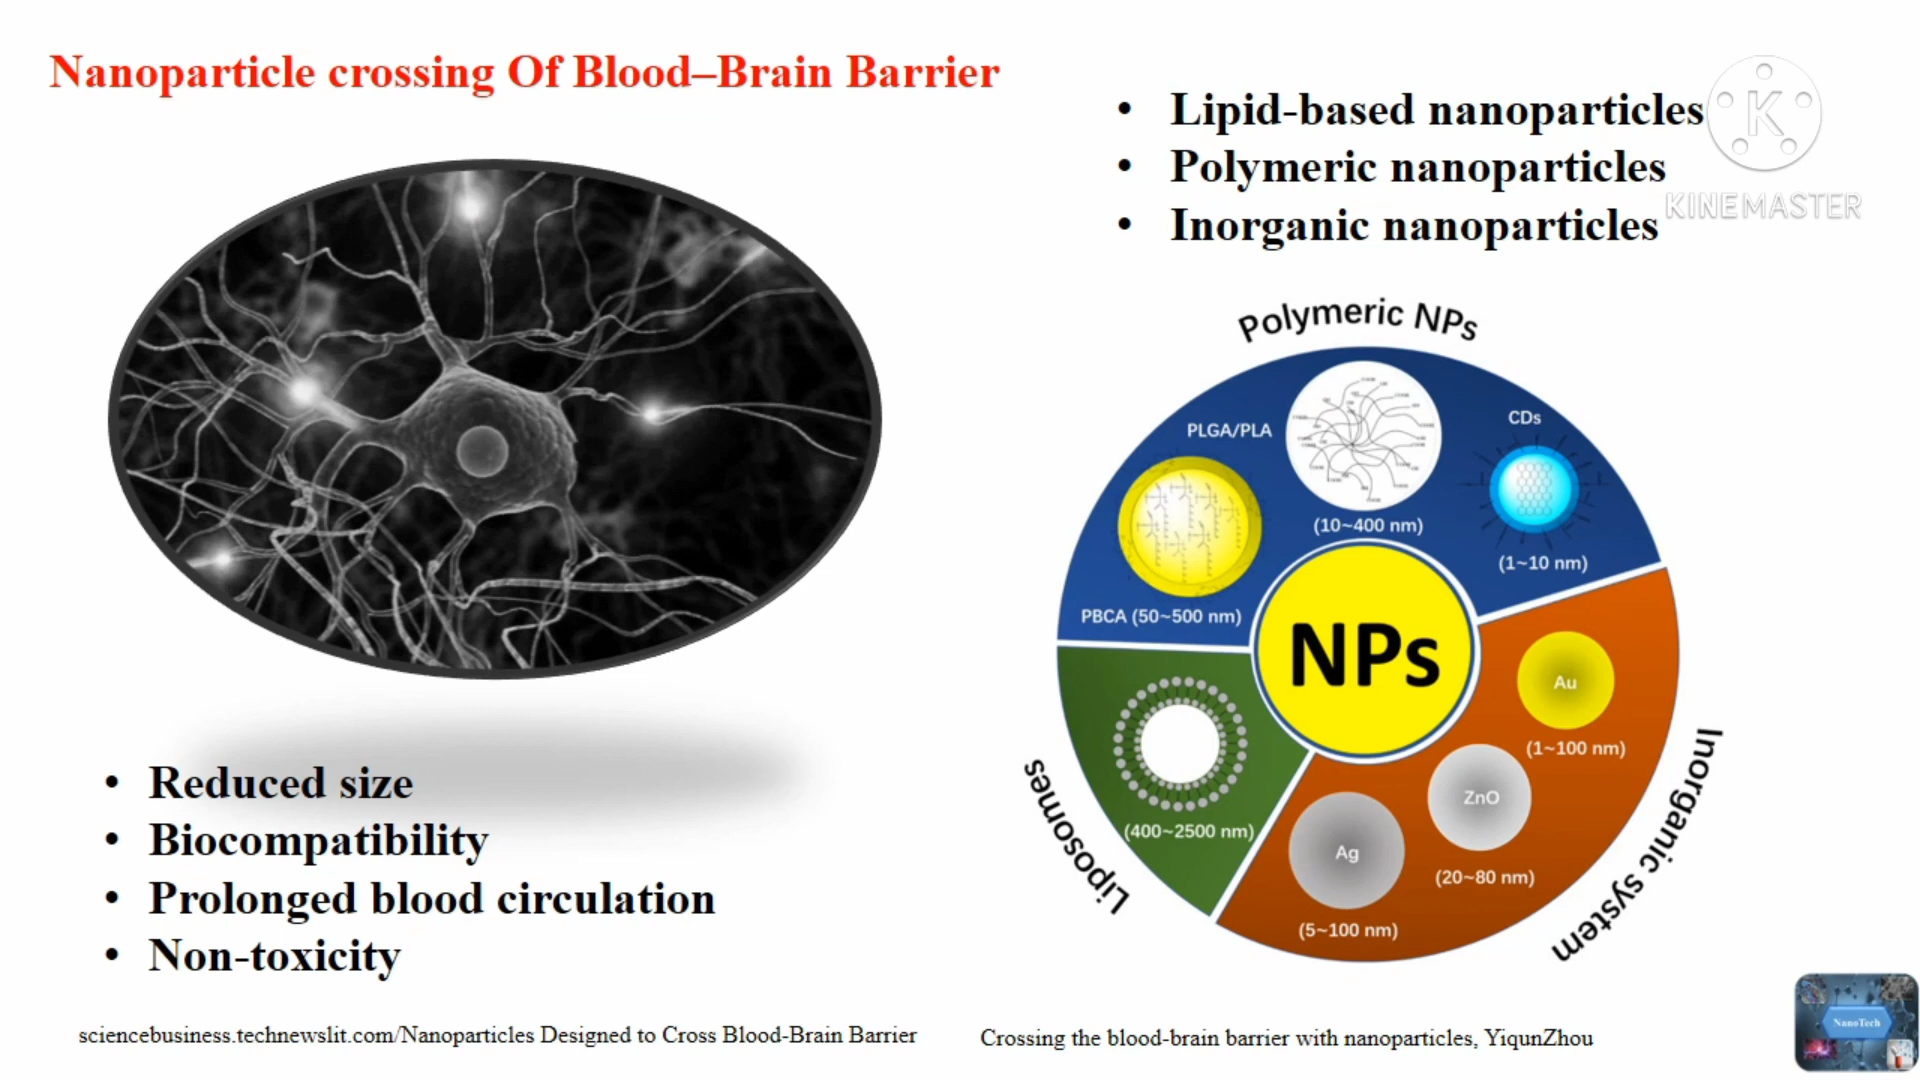 Nanoparticle crossing Of Blood–Brain Barrier
• Lipid-based nanoparticles
• Polymeric nanoparticles
• Inorganic nanoparticles
K
KINEMASTER
Polymeric NPs
PLGA/PLA
CDs
(10~400 nm)
(1~10 nm)
PBCA (50~500 nm)
NPs
Au
(1~100 nm)
ZnO
(20~80 nm)
Ag
(5~100 nm)
(400~2500 nm)
Liposomes
Inorganic system
• Reduced size
• Biocompatibility
• Prolonged blood circulation
• Non-toxicity
sciencebusiness.technewslit.com/Nanoparticles Designed to Cross Blood-Brain Barrier
Crossing the blood-brain barrier with nanoparticles, YiqunZhou
NanoTech